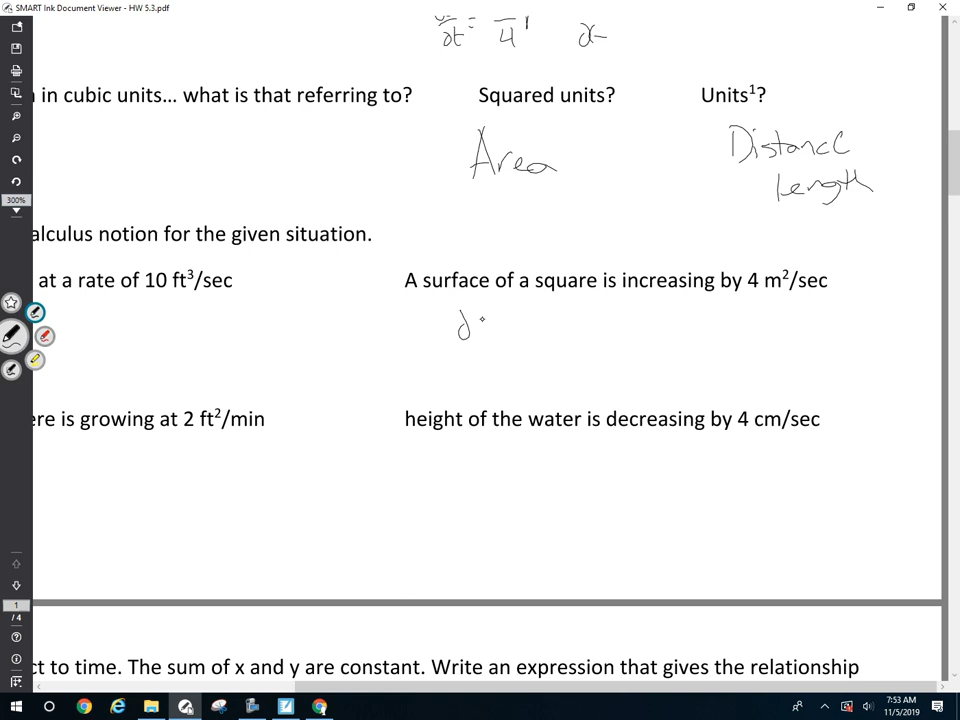 SMART Ink Document Viewer - HW 5.3.pdf
in cubic units... what is that referring to? Squared units? Units¹?
Area
Distance
Length
alculus notion for the given situation.
at a rate of 10 ft³/sec A surface of a square is increasing by 4 m²/sec
d
ere is growing at 2 ft²/min height of the water is decreasing by 4 cm/sec
ct to time. The sum of x and y are constant. Write an expression that gives the relationship
300%
1
/ 4
7:53 AM
11/5/2019